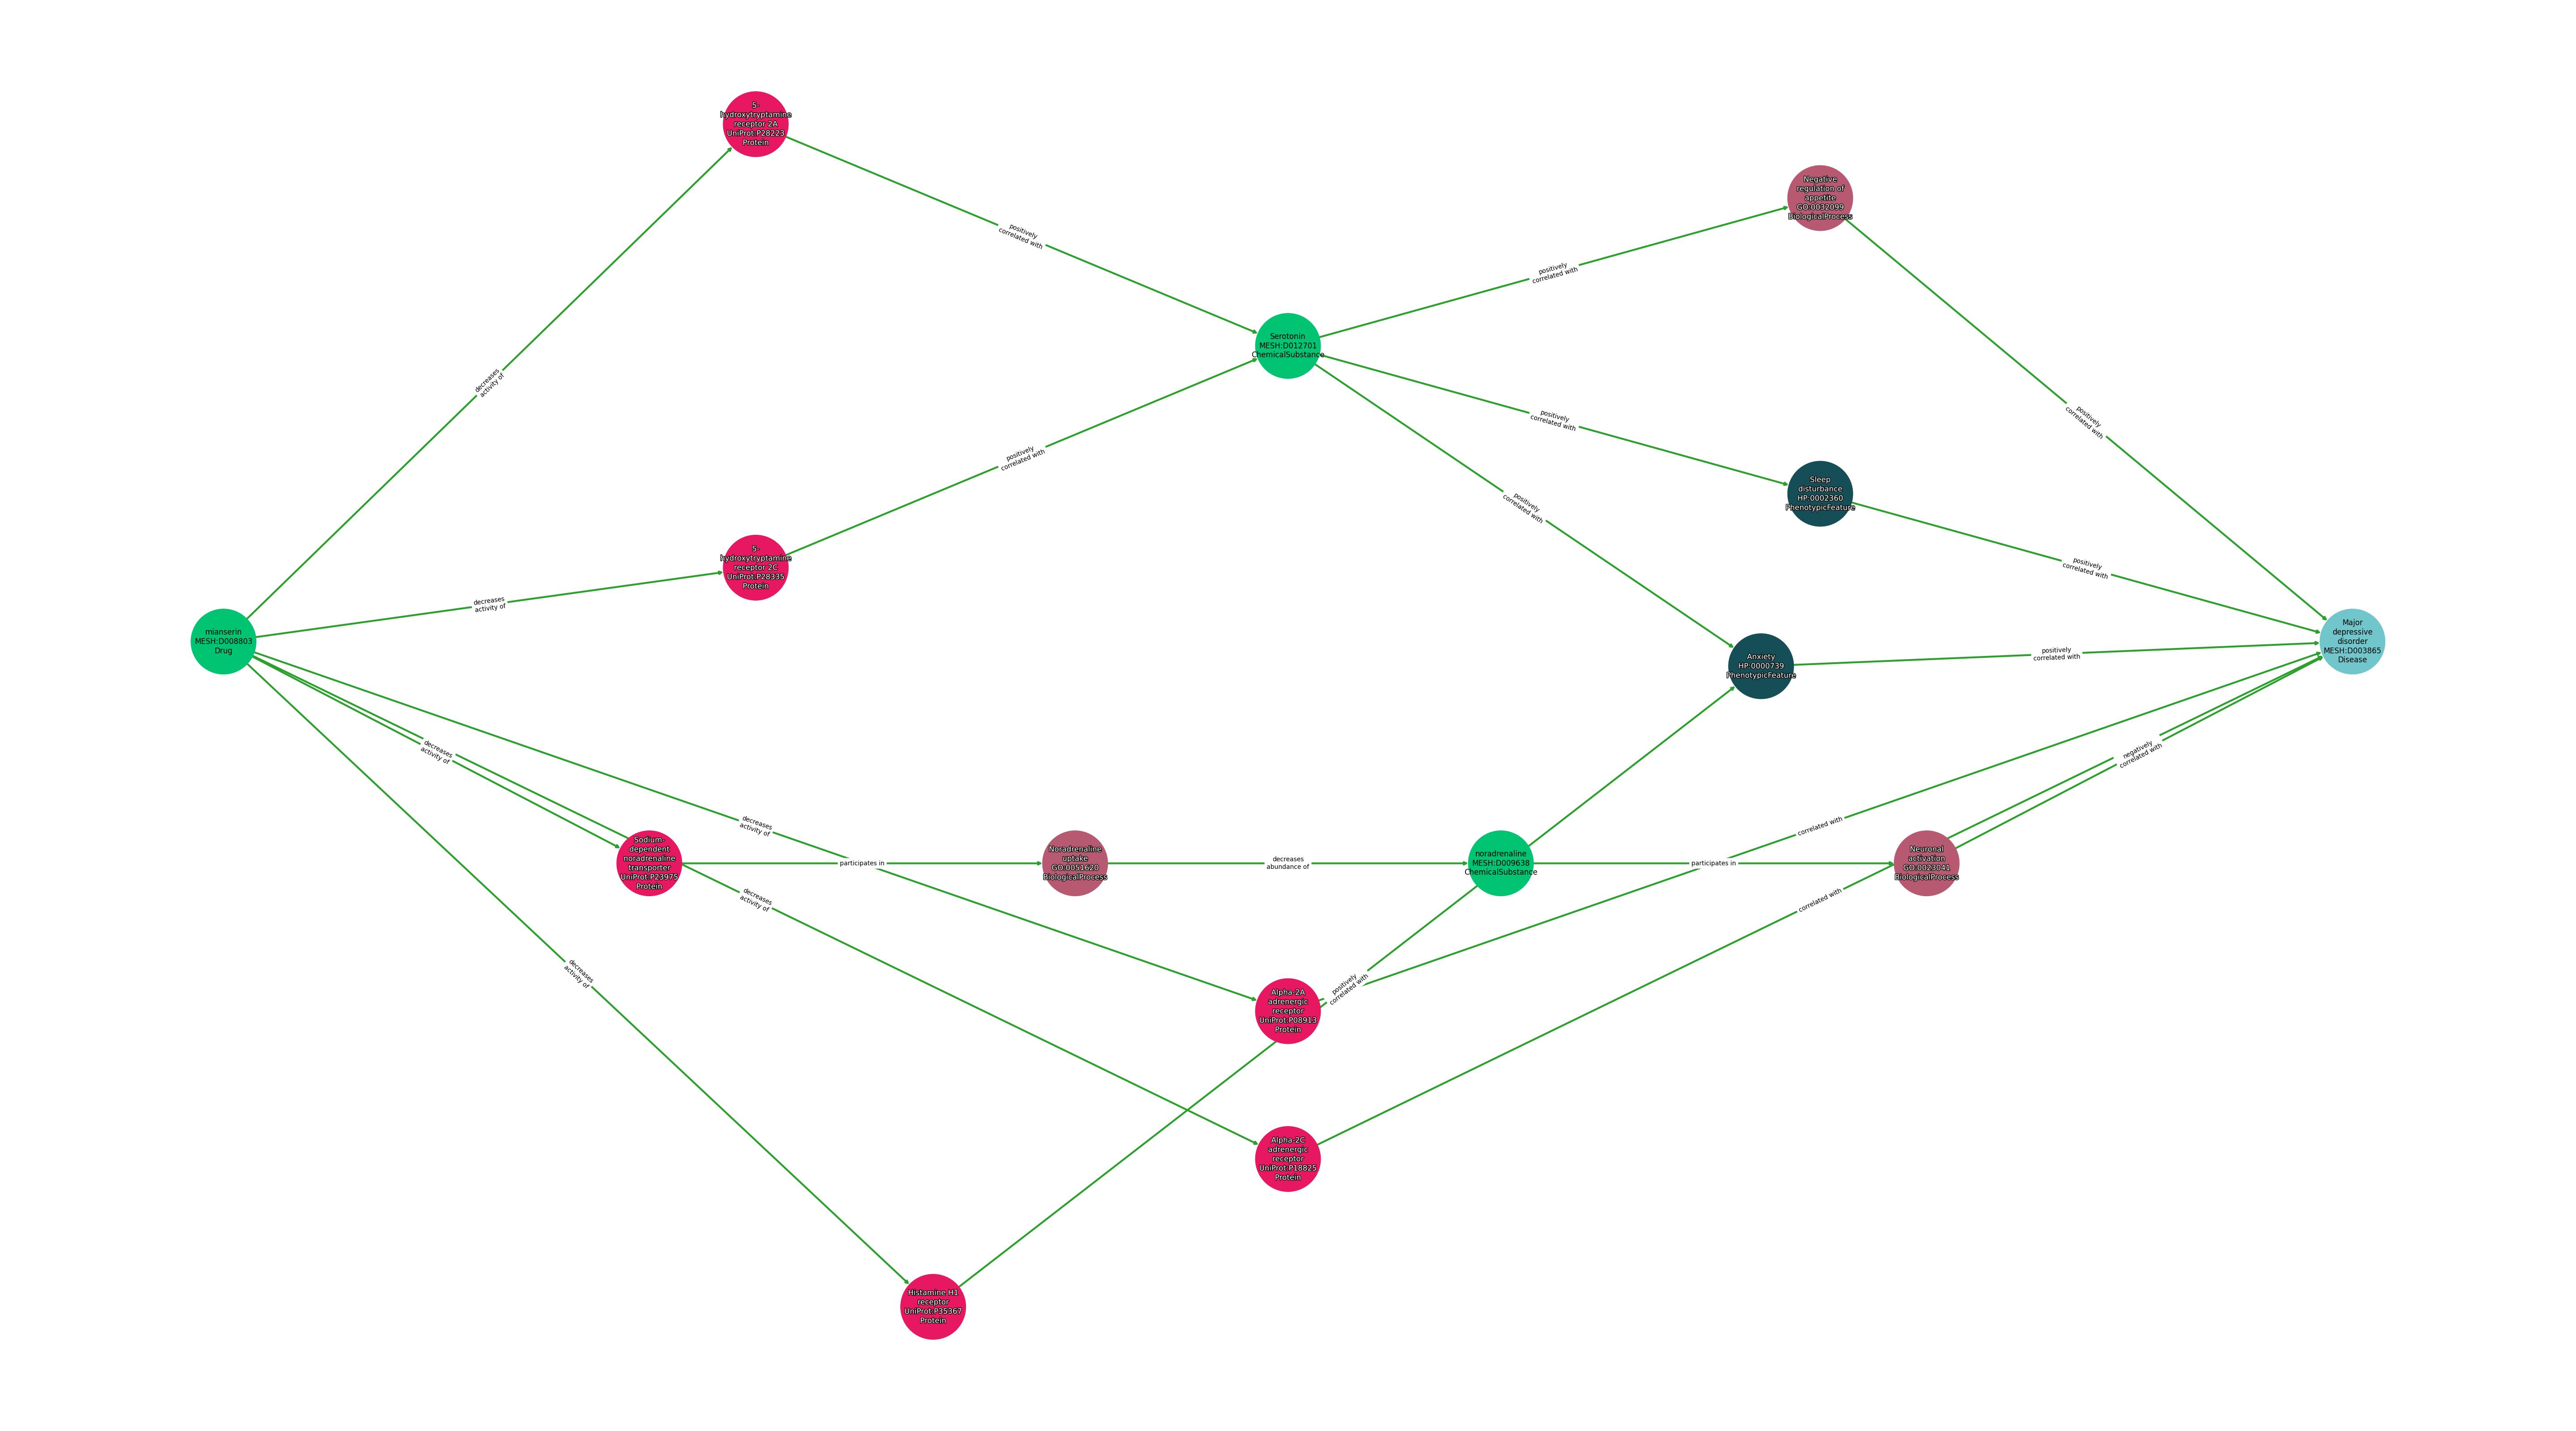 5-
hydroxytryptamine
receptor 2A
UniProt:P28223
Protein
Negative
regulation of
appetite
GO:0032099
BiologicalProcess
positively
correlated with
positively
correlated with
Serotonin
MESH:D012701
ChemicalSubstance
decreases
activity of
positively
correlated with
positively
correlated with
positively
correlated with
Sleep
disturbance
HP:0002360
PhenotypicFeature
positively
correlated with
5-
hydroxytryptamine
receptor 2C
UniProt:P28335
Protein
positively
correlated with
decreases
activity of
mianserin
MESH:D008803
Drug
Major
depressive
disorder
MESH:D003865
Disease
Anxiety
HP:0000739
PhenotypicFeature
positively
correlated with
decreases
activity of
negatively
correlated with
decreases
activity of
correlated with
Sodium-
dependent
noradrenaline
transporter
UniProt:P23975
Protein
participates in
Noradrenaline
uptake
GO:0051620
BiologicalProcess
decreases
abundance of
noradrenaline
MESH:D009638
ChemicalSubstance
participates in
Neuronal
activation
GO:0023041
BiologicalProcess
decreases
activity of
correlated with
decreases
activity of
positively
correlated with
Alpha-2A
adrenergic
receptor
UniProt:P08913
Protein
Alpha-2C
adrenergic
receptor
UniProt:P18825
Protein
Histamine H1
receptor
UniProt:P35367
Protein